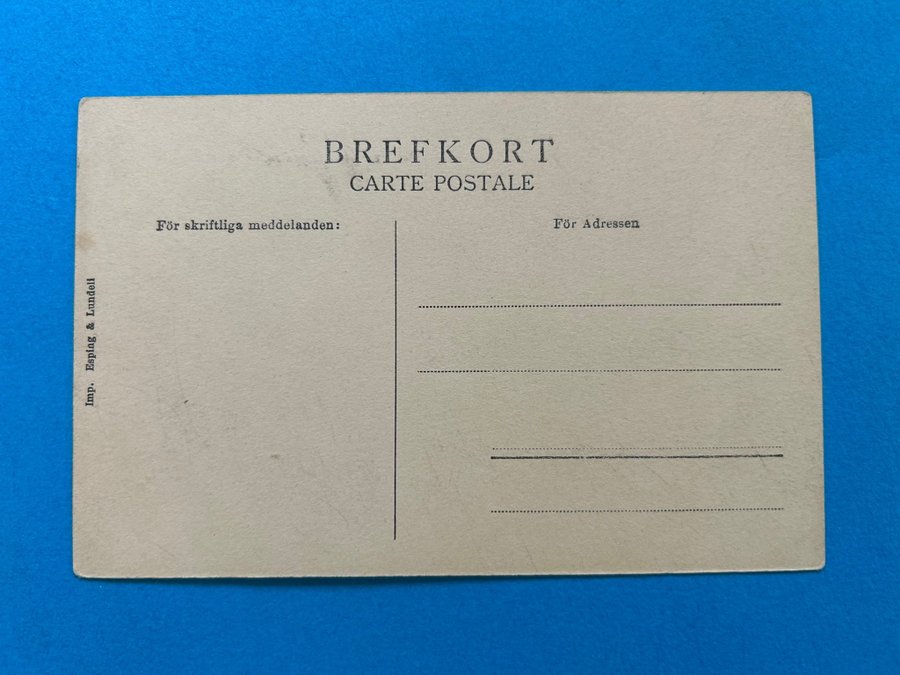 BREFKORT
CARTE POSTALE
För skriftliga meddelanden:
För Adressen
Imp. Esping & Lundell